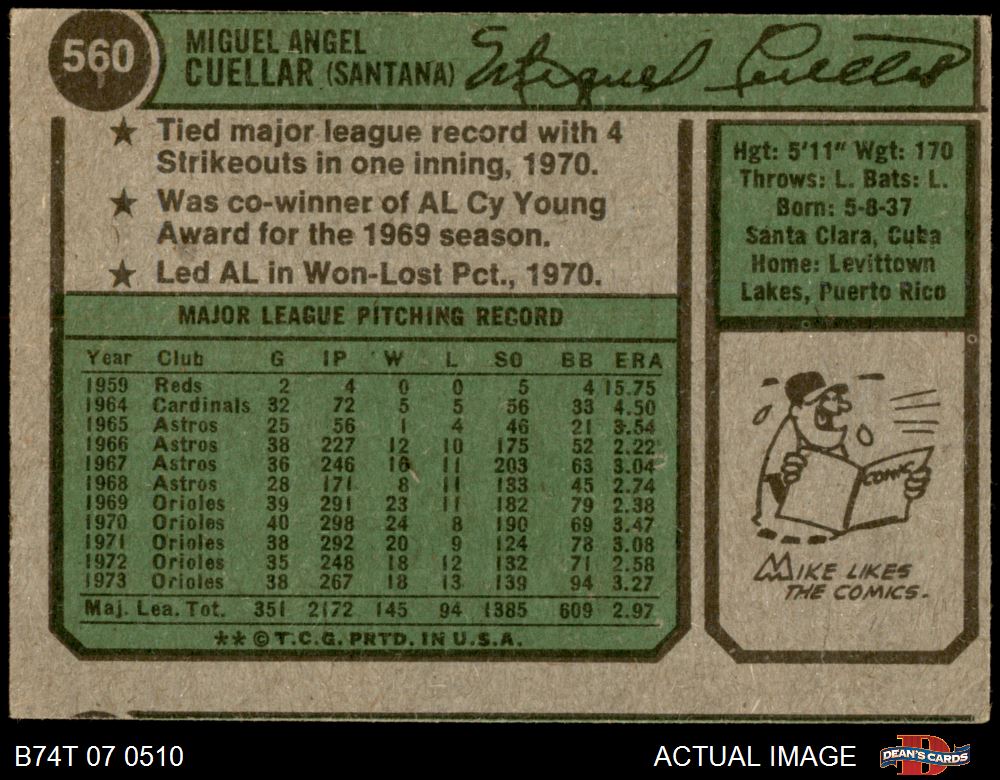 560
MIGUEL ANGEL
CUELLAR (SANTANA)
Miguel Cuellar
★ Tied major league record with 4
Strikeouts in one inning, 1970.
★ Was co-winner of AL Cy Young
Award for the 1969 season.
★ Led AL in Won-Lost Pct., 1970.
Hgt: 5'11" Wgt: 170
Throws: L. Bats: L.
Born: 5-8-37
Santa Clara, Cuba
Home: Levittown
Lakes, Puerto Rico
MAJOR LEAGUE PITCHING RECORD
Year Club G IP W L SO BB ERA
1959 Reds 2 4 0 0 5 4 15.75
1964 Cardinals 32 72 5 5 56 33 4.50
1965 Astros 25 56 1 4 46 21 3.54
1966 Astros 38 227 12 10 175 52 2.22
1967 Astros 36 246 16 11 203 63 3.04
1968 Astros 28 171 8 11 133 45 2.74
1969 Orioles 39 291 23 11 182 79 2.38
1970 Orioles 40 298 24 8 190 69 3.47
1971 Orioles 38 292 20 9 124 78 3.08
1972 Orioles 35 248 18 12 132 71 2.58
1973 Orioles 38 267 18 13 139 94 3.27
Maj. Lea. Tot. 351 2172 145 94 1385 609 2.97
** © T.C.G. PRTD. IN U.S.A.
COMIC
MIKE LIKES
THE COMICS.
B74T 07 0510
ACTUAL IMAGE
DEAN'S CARDS